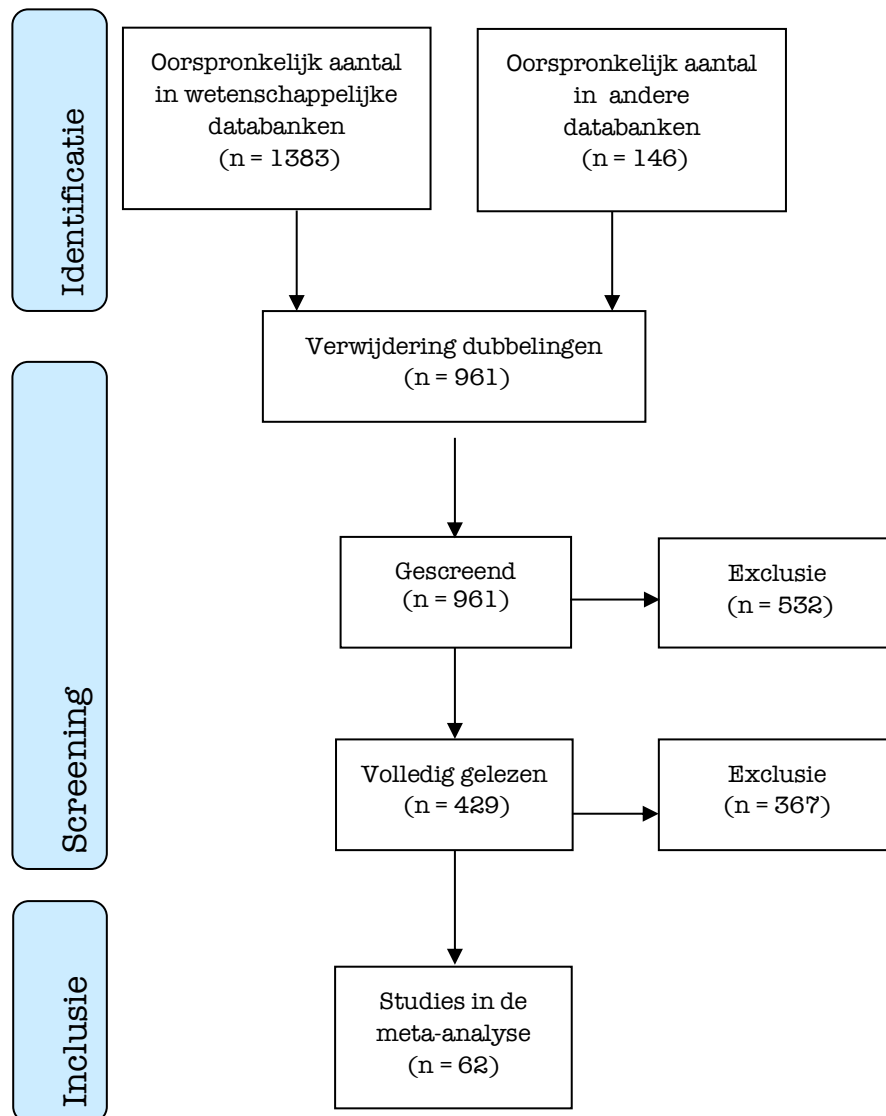 Identificatie
Oorspronkelijk aantal
in wetenschappelijke
databanken
(n = 1383)
Oorspronkelijk aantal
in andere
databanken
(n = 146)
Verwijdering dubbelingen
(n = 961)
Screening
Gescreend
(n = 961)
Exclusie
(n = 532)
Volledig gelezen
(n = 429)
Exclusie
(n = 367)
Inclusie
Studies in de
meta-analyse
(n = 62)